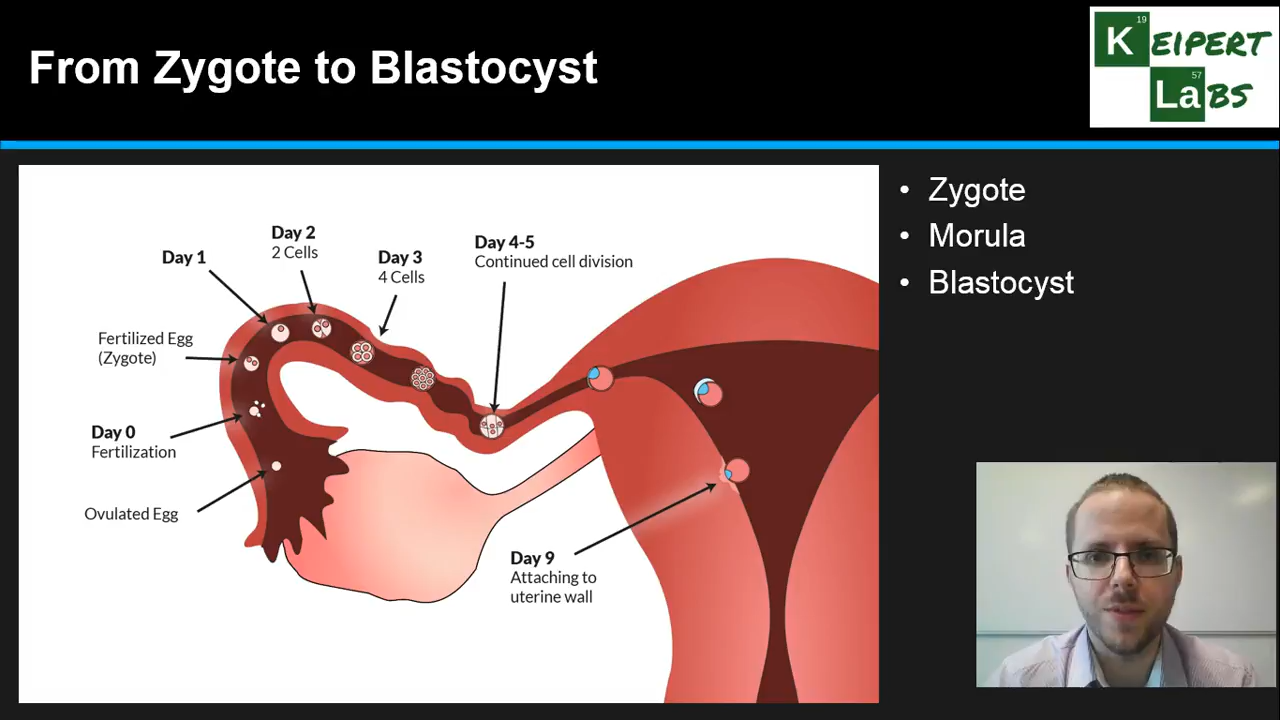 From Zygote to Blastocyst
19
K EIPERT
57
La BS
• Zygote
• Morula
• Blastocyst
Day 1
Day 2
2 Cells
Day 3
4 Cells
Day 4-5
Continued cell division
Fertilized Egg
(Zygote)
Day 0
Fertilization
Ovulated Egg
Day 9
Attaching to
uterine wall